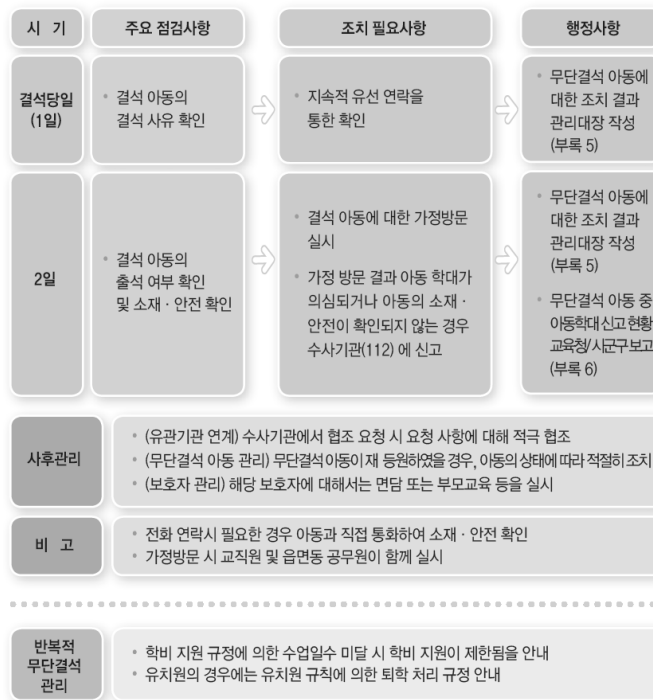 시 기
주요 점검사항
조치 필요사항
행정사항
결석당일
(1일)
• 결석 아동의
결석 사유 확인
• 지속적 유선 연락을
통한 확인
• 무단결석 아동에
대한 조치 결과
관리대장 작성
(부록 5)
2일
• 결석 아동의
출석 여부 확인
및 소재 · 안전 확인
• 결석 아동에 대한 가정방문
실시
• 가정 방문 결과 아동 학대가
의심되거나 아동의 소재 ·
안전이 확인되지 않는 경우
수사기관(112) 에 신고
• 무단결석 아동에
대한 조치 결과
관리대장 작성
(부록 5)
• 무단결석 아동 중
아동학대 신고 현황
교육청/시군구 보고
(부록 6)
사후관리
• (유관기관 연계) 수사기관에서 협조 요청 시 요청 사항에 대해 적극 협조
• (무단결석 아동 관리) 무단결석 아동이 재 등원하였을 경우, 아동의 상태에 따라 적절히 조치
• (보호자 관리) 해당 보호자에 대해서는 면담 또는 부모교육 등을 실시
비 고
• 전화 연락시 필요한 경우 아동과 직접 통화하여 소재 · 안전 확인
• 가정방문 시 교직원 및 읍면동 공무원이 함께 실시
반복적
무단결석
관리
• 학비 지원 규정에 의한 수업일수 미달 시 학비 지원이 제한됨을 안내
• 유치원의 경우에는 유치원 규칙에 의한 퇴학 처리 규정 안내